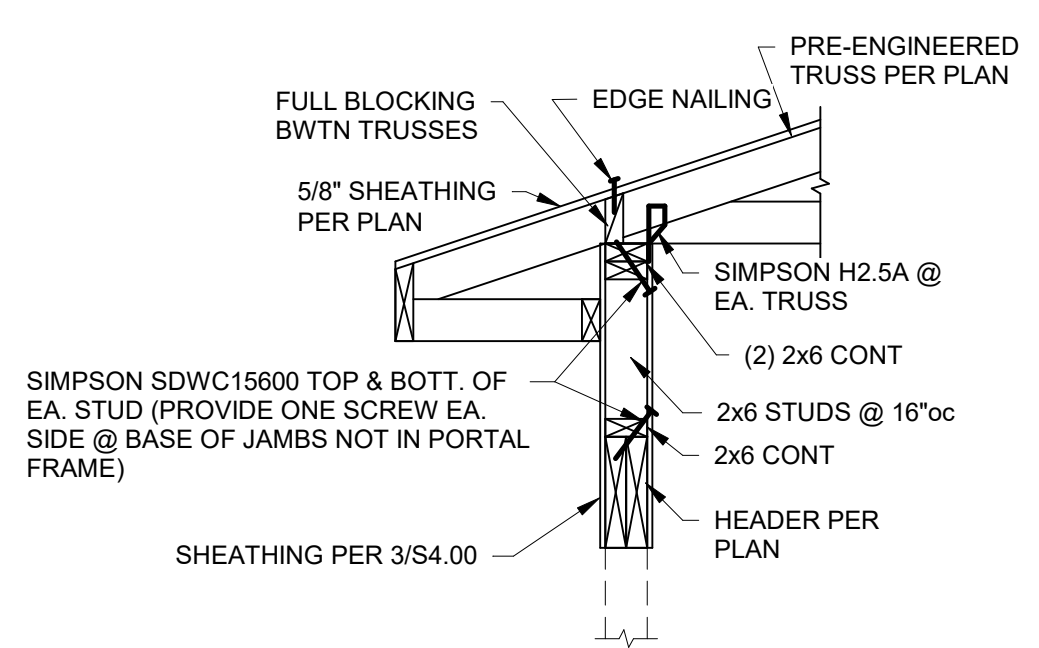 PRE-ENGINEERED
TRUSS PER PLAN
FULL BLOCKING
BWTN TRUSSES
EDGE NAILING
5/8" SHEATHING
PER PLAN
SIMPSON H2.5A @
EA. TRUSS
(2) 2x6 CONT
SIMPSON SDWC15600 TOP & BOTT. OF
EA. STUD (PROVIDE ONE SCREW EA.
SIDE @ BASE OF JAMBS NOT IN PORTAL
FRAME)
2x6 STUDS @ 16"oc
2x6 CONT
HEADER PER
PLAN
SHEATHING PER 3/S4.00